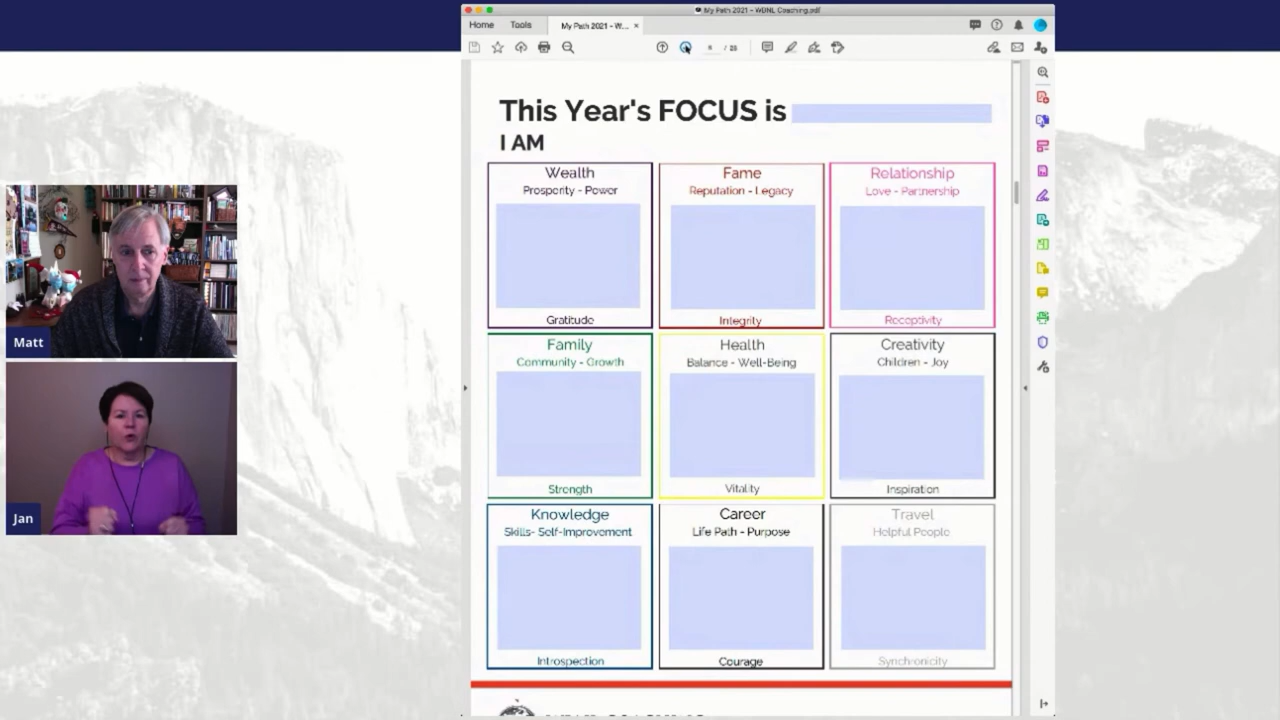 My Path 2021 - WBNL Coaching.pdf
Home
Tools
My Path 2021 - W...
/ 23
This Year's FOCUS is
I AM
Wealth
Prosperity - Power
Gratitude
Fame
Reputation - Legacy
Integrity
Relationship
Love - Partnership
Receptivity
Family
Community - Growth
Strength
Health
Balance - Well-Being
Vitality
Creativity
Children - Joy
Inspiration
Knowledge
Skills- Self-Improvement
Introspection
Career
Life Path - Purpose
Courage
Travel
Helpful People
Synchronicity
Matt
Jan